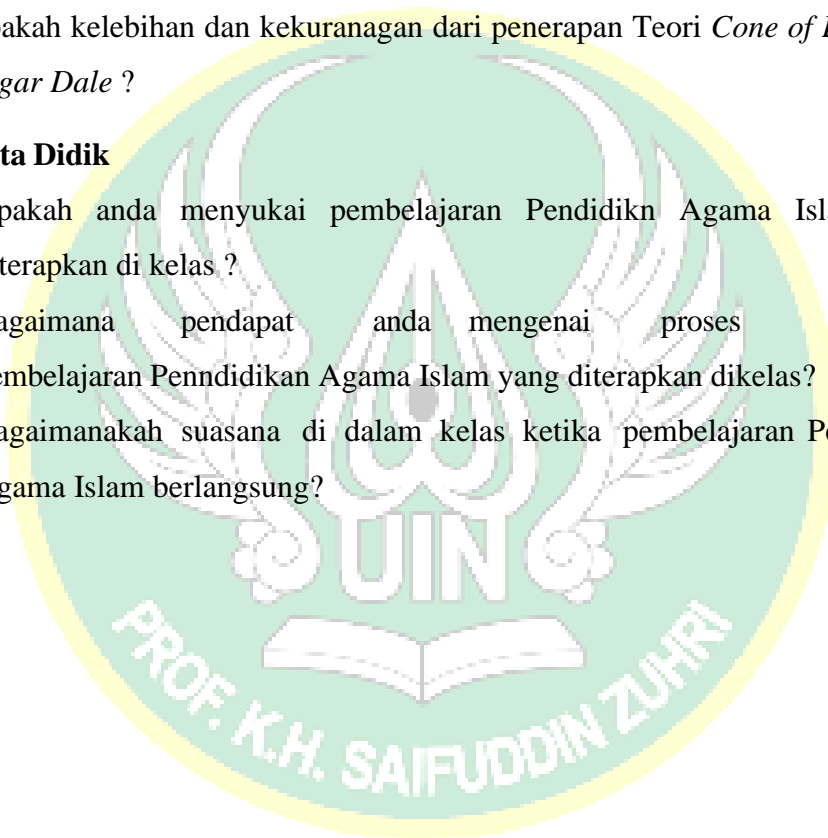 pakah kelebihan dan kekuranagan dari penerapan Teori Cone of
gar Dale ?
ta Didik
pakah anda menyukai pembelajaran Pendidikn Agama Isl
terapkan di kelas ?
agaimana pendapat anda mengenai proses
embelajaran Penndidikan Agama Islam yang diterapkan dikelas?
agaimanakah suasana di dalam kelas ketika pembelajaran Pe
gama Islam berlangsung?
UIN
PROF. K.H. SAIFUDDIN ZUHRI